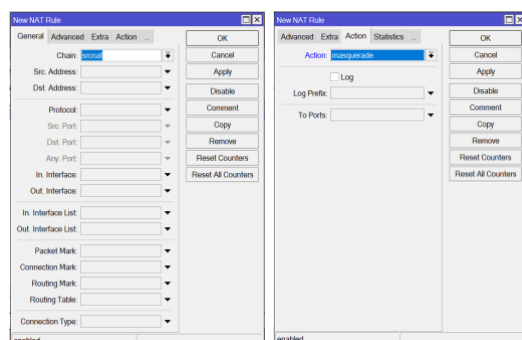 New NAT Rule
General Advanced Extra Action ...
Chain: srcnat
Src. Address:
Dst. Address:
Protocol:
Src. Port:
Dst. Port:
Any. Port:
In. Interface:
Out. Interface:
In. Interface List:
Out. Interface List:
Packet Mark:
Connection Mark:
Routing Mark:
Routing Table:
Connection Type:
OK
Cancel
Apply
Disable
Comment
Copy
Remove
Reset Counters
Reset All Counters
enabled
New NAT Rule
Advanced Extra Action Statistics ...
Action: masquerade
Log
Log Prefix:
To Ports:
OK
Cancel
Apply
Disable
Comment
Copy
Remove
Reset Counters
Reset All Counters
enabled